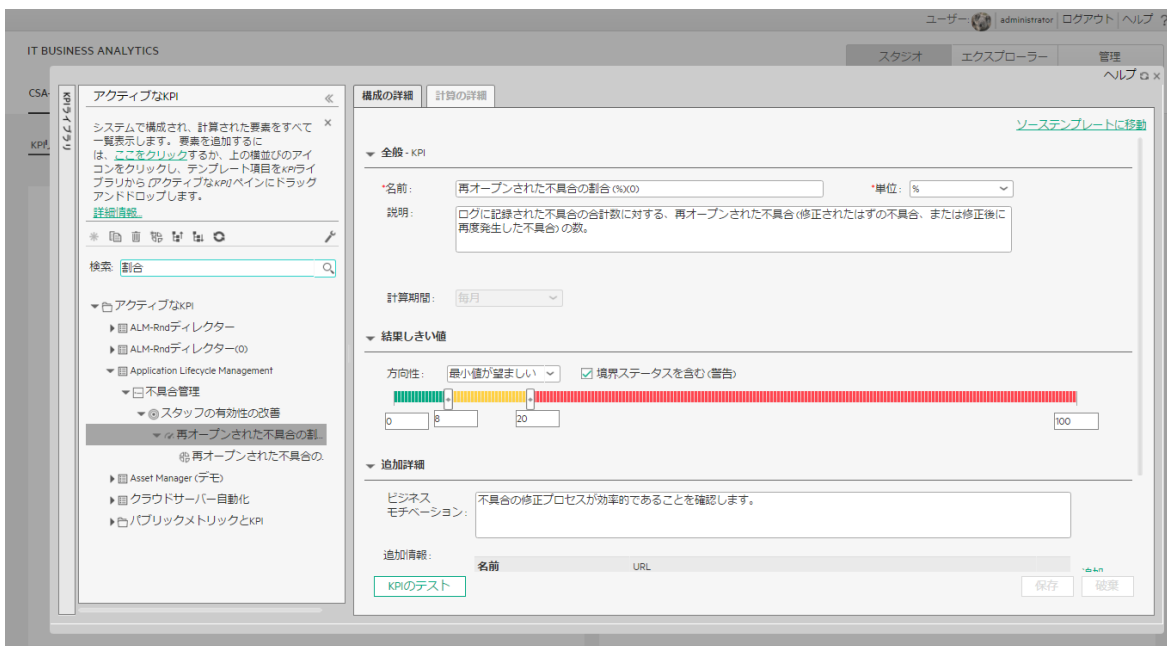 ユーザー: administrator ログアウト ヘルプ ?
IT BUSINESS ANALYTICS
スタジオ エクスプローラー 管理
ヘルプ
CSA-
KPI
KPIライブラリ
アクティブなKPI
システムで構成され、計算された要素をすべて
一覧表示します。要素を追加するに
は、ここをクリックするか、上の横並びのアイ
コンをクリックし、テンプレート項目をKPIライ
ブラリから [アクティブなKPI] ペインにドラッグ
アンドドロップします。
詳細情報...
検索: 割合
アクティブなKPI
ALM-Rndディレクター
ALM-Rndディレクター(0)
Application Lifecycle Management
不具合管理
スタッフの有効性の改善
再オープンされた不具合の割...
再オープンされた不具合の
Asset Manager (デモ)
クラウドサーバー自動化
パブリックメトリックとKPI
構成の詳細 計算の詳細
ソーステンプレートに移動
全般 - KPI
*名前: 再オープンされた不具合の割合 (%)(0) *単位: %
説明: ログに記録された不具合の合計数に対する、再オープンされた不具合 (修正されたはずの不具合、または修正後に
再度発生した不具合) の数。
計算期間: 毎月
結果しきい値
方向性: 最小値が望ましい 境界ステータスを含む (警告)
0 8 20 100
追加詳細
ビジネス
モチベーション: 不具合の修正プロセスが効率的であることを確認します。
追加情報:
名前 URL
追加
KPIのテスト 保存 破棄